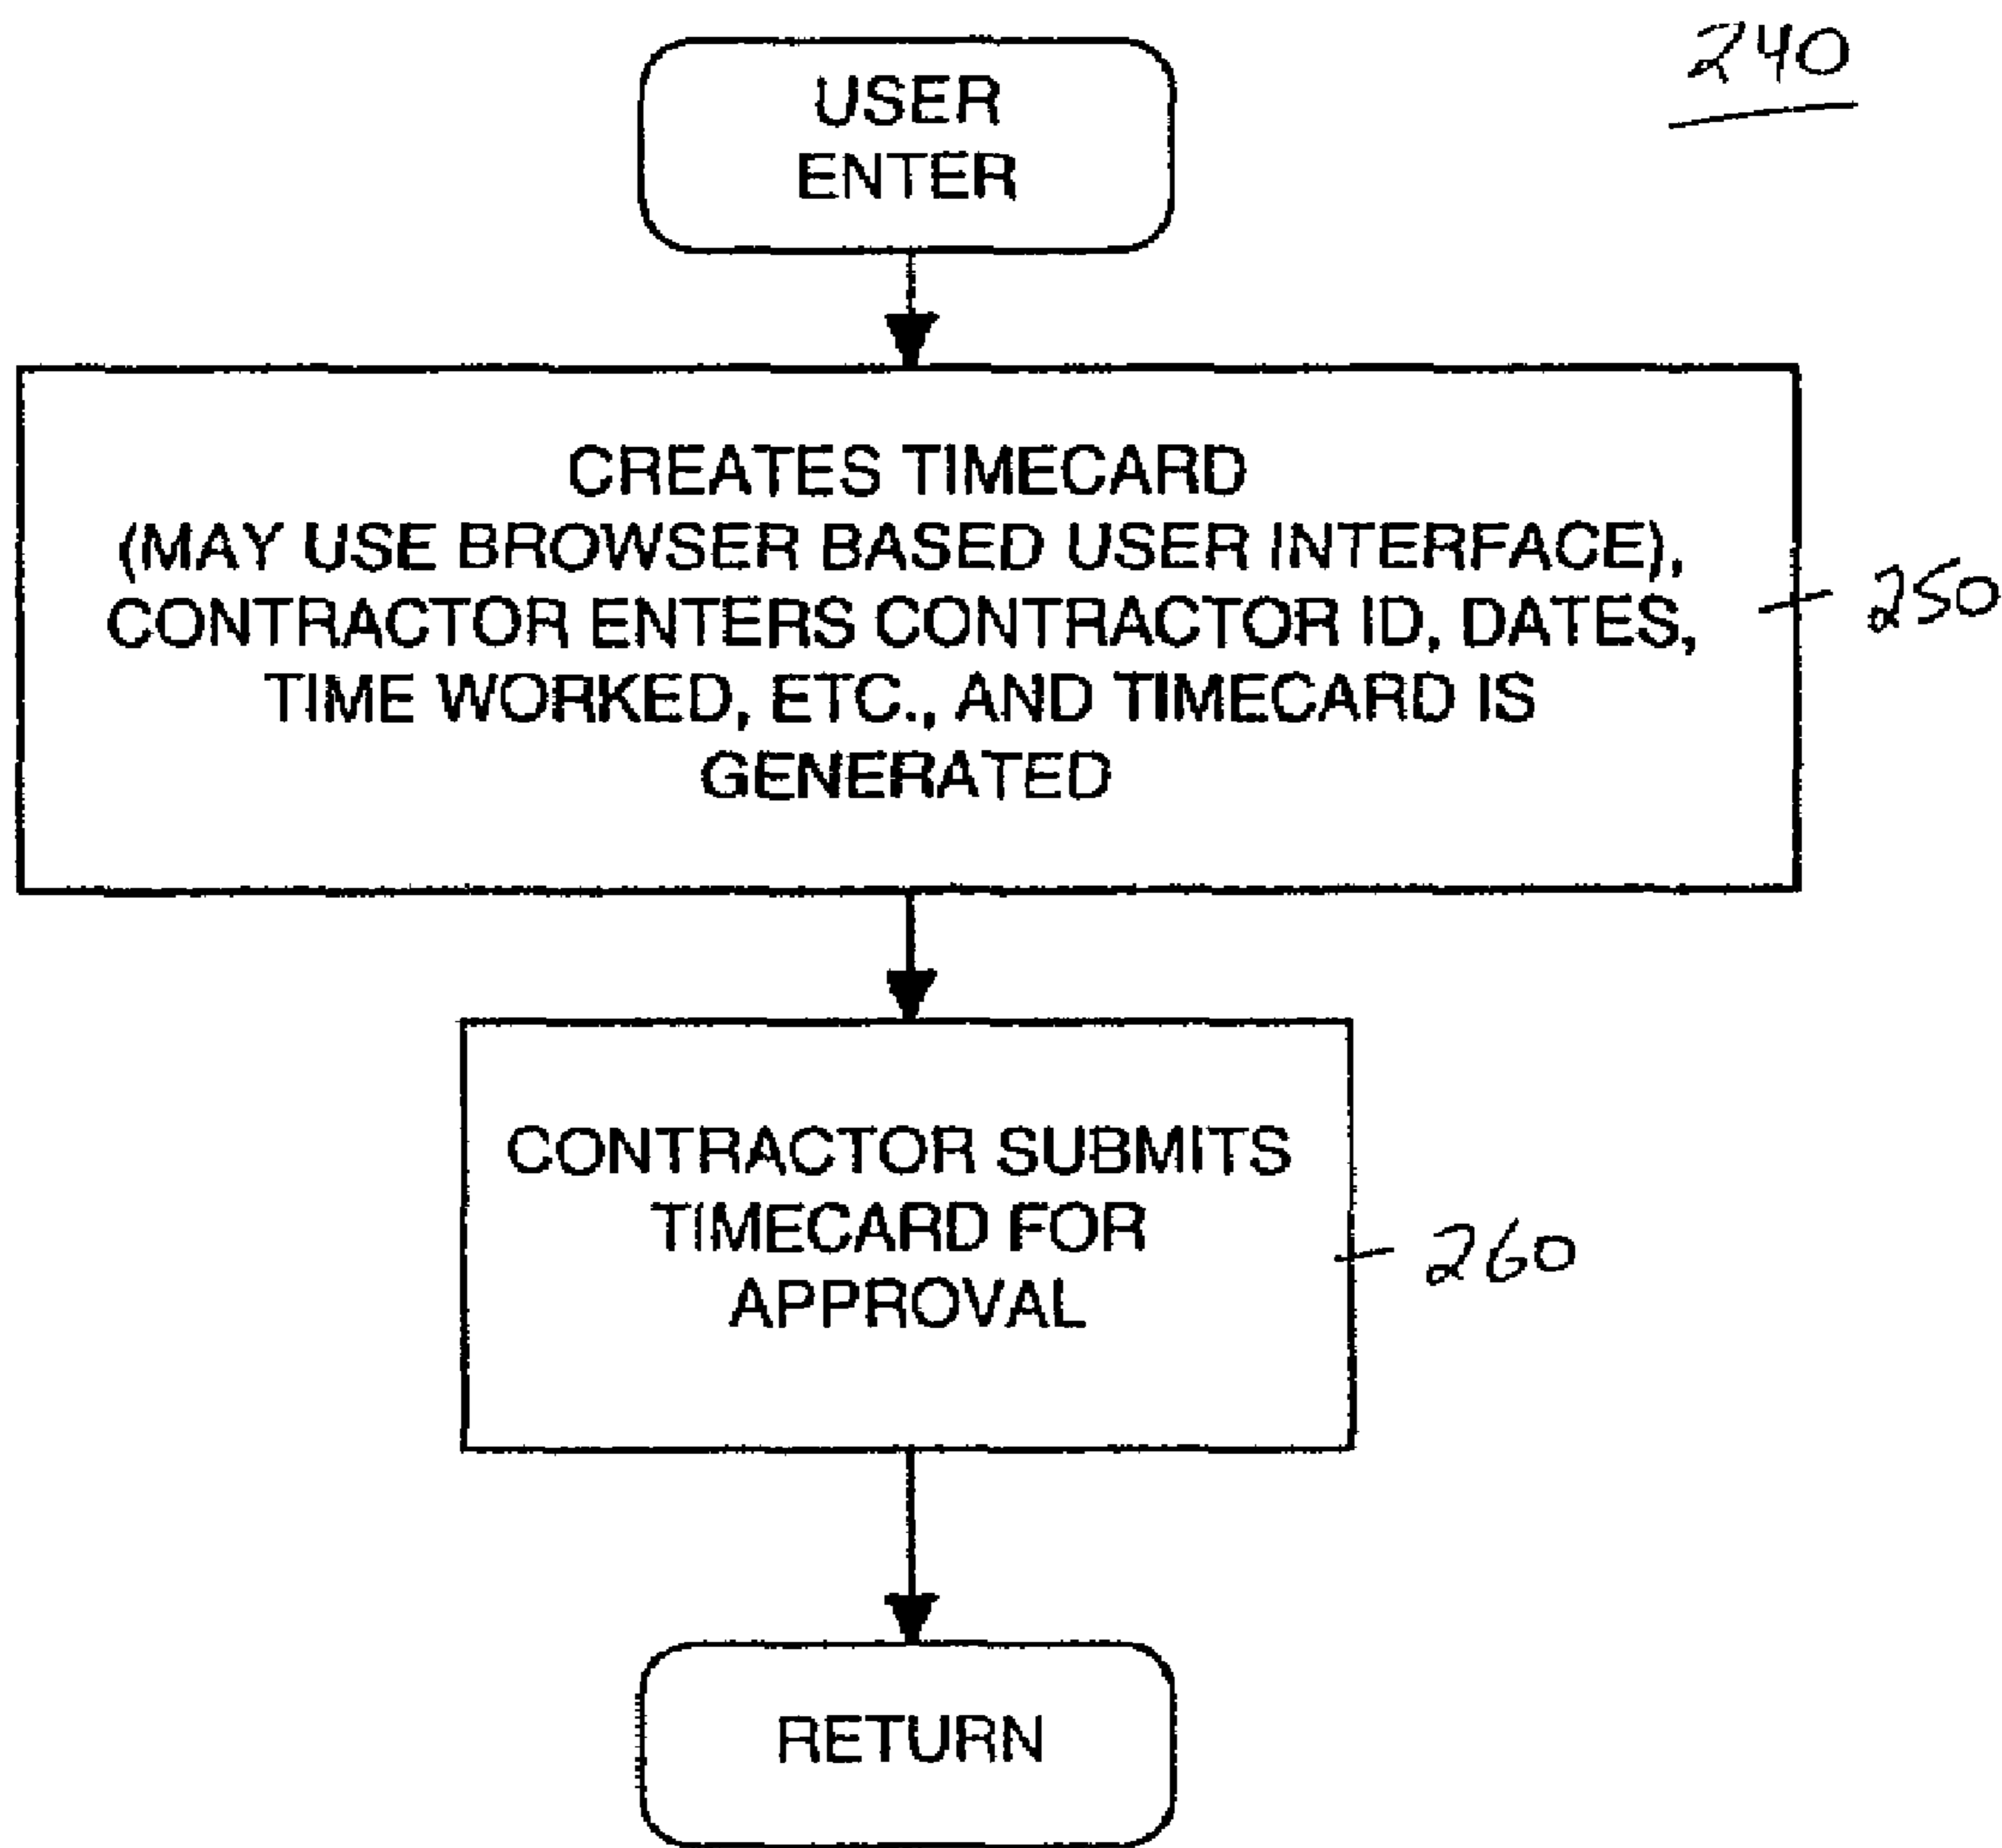 240
USER
ENTER
CREATES TIMECARD
(MAY USE BROWSER BASED USER INTERFACE),
CONTRACTOR ENTERS CONTRACTOR ID, DATES,
TIME WORKED, ETC., AND TIMECARD IS
GENERATED
250
CONTRACTOR SUBMITS
TIMECARD FOR
APPROVAL
260
RETURN